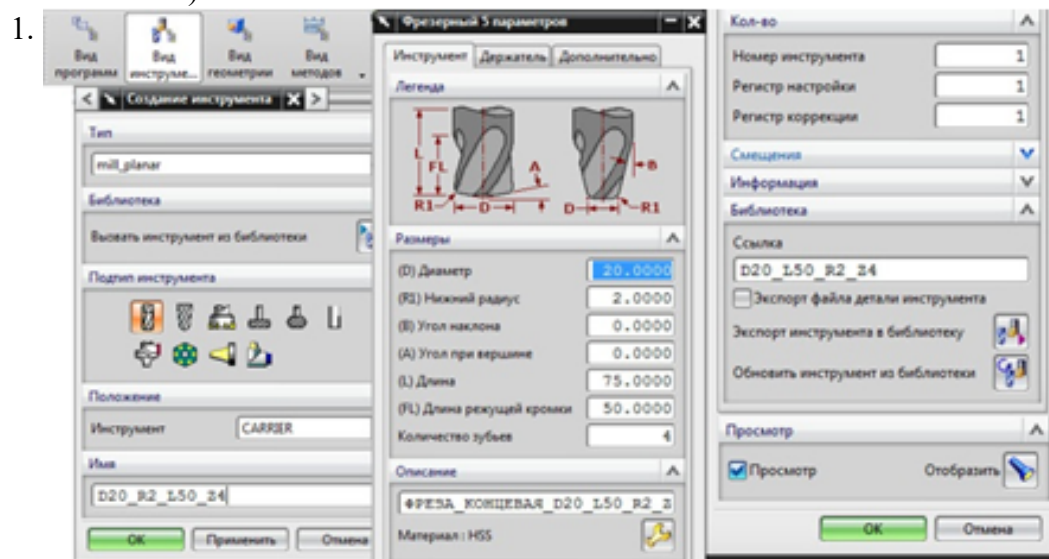 1.
Вид программ
Вид инструме...
Вид геометрии
Вид методов
Создание инструмента
Тип
mill_planar
Библиотека
Вызвать инструмент из библиотеки
Подтип инструмента
Положение
Инструмент CARRIER
Имя
D20_R2_L50_Z4
ОК Применить Отмена
Фрезерный 5 параметров
Инструмент Держатель Дополнительно
Легенда
L FL A B
R1 D D R1
Размеры
(D) Диаметр 20.0000
(R1) Нижний радиус 2.0000
(B) Угол наклона 0.0000
(A) Угол при вершине 0.0000
(L) Длина 75.0000
(FL) Длина режущей кромки 50.0000
Количество зубьев 4
Описание
ФРЕЗА_КОНЦЕВАЯ_D20_L50_R2_Z
Материал : HSS
Кол-во
Номер инструмента 1
Регистр настройки 1
Регистр коррекции 1
Смещения
Информация
Библиотека
Ссылка
D20_L50_R2_Z4
Экспорт файла детали инструмента
Экспорт инструмента в библиотеку
Обновить инструмент из библиотеки
Просмотр
Просмотр Отобразить
ОК Отмена